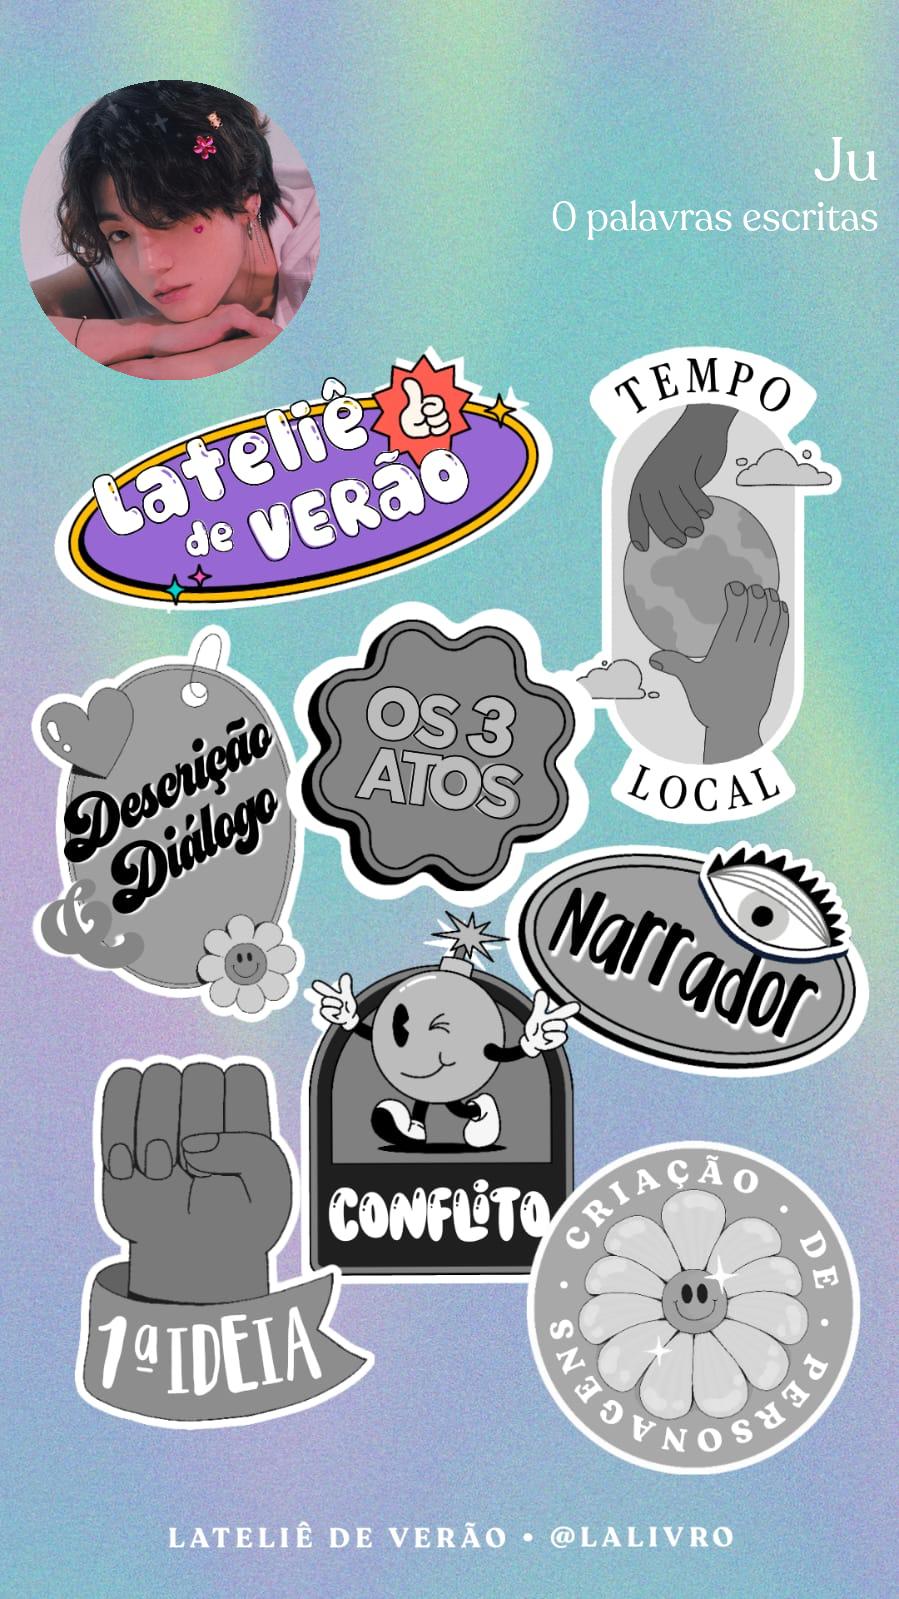 Ju
0 palavras escritas
Lateliê
de VERÃO
TEMPO
LOCAL
OS 3
ATOS
Descrição
Diálogo
&
Narrador
CONFLITO
1ª IDEIA
CRIAÇÃO · DE · PERSONAGENS ·
LATELIÊ DE VERÃO • @LALIVRO